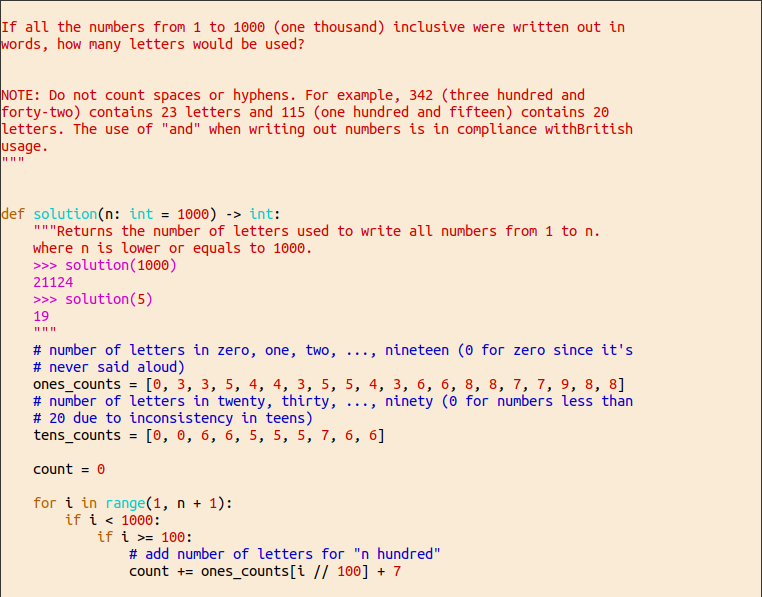 If all the numbers from 1 to 1000 (one thousand) inclusive were written out in
words, how many letters would be used?
NOTE: Do not count spaces or hyphens. For example, 342 (three hundred and
forty-two) contains 23 letters and 115 (one hundred and fifteen) contains 20
letters. The use of "and" when writing out numbers is in compliance withBritish
usage.
"""
def solution(n: int = 1000) -> int:
    """Returns the number of letters used to write all numbers from 1 to n.
    where n is lower or equals to 1000.
    >>> solution(1000)
    21124
    >>> solution(5)
    19
    """
    # number of letters in zero, one, two, ..., nineteen (0 for zero since it's
    # never said aloud)
    ones_counts = [0, 3, 3, 5, 4, 4, 3, 5, 5, 4, 3, 6, 6, 8, 8, 7, 7, 9, 8, 8]
    # number of letters in twenty, thirty, ..., ninety (0 for numbers less than
    # 20 due to inconsistency in teens)
    tens_counts = [0, 0, 6, 6, 5, 5, 5, 7, 6, 6]
    count = 0
    for i in range(1, n + 1):
        if i < 1000:
            if i >= 100:
                # add number of letters for "n hundred"
                count += ones_counts[i // 100] + 7